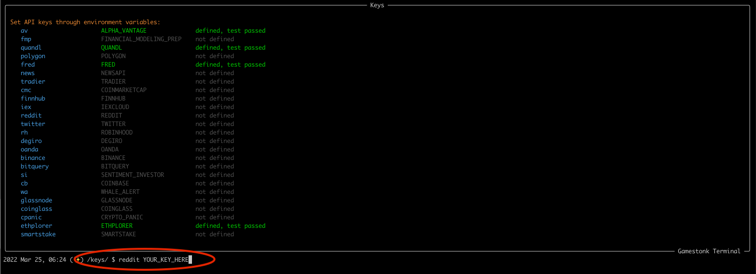 Keys
Set API keys through environment variables:
av ALPHA_VANTAGE defined, test passed
fmp FINANCIAL_MODELING_PREP not defined
quandl QUANDL defined, test passed
polygon POLYGON not defined
fred FRED defined, test passed
news NEWSAPI not defined
tradier TRADIER not defined
cmc COINMARKETCAP not defined
finnhub FINNHUB not defined
iex IEXCLOUD not defined
reddit REDDIT not defined
twitter TWITTER not defined
rh ROBINHOOD not defined
degiro DEGIRO not defined
oanda OANDA not defined
binance BINANCE not defined
bitquery BITQUERY not defined
si SENTIMENT_INVESTOR not defined
cb COINBASE not defined
wa WHALE_ALERT not defined
glassnode GLASSNODE not defined
coinglass COINGLASS not defined
cpanic CRYPTO_PANIC not defined
ethplorer ETHPLORER defined, test passed
smartstake SMARTSTAKE not defined
Gamestonk Terminal
2022 Mar 25, 06:24 ( ) /keys/ $ reddit YOUR_KEY_HERE